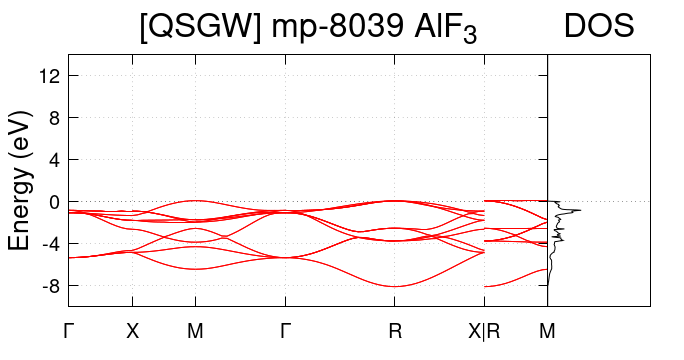 [QSGW] mp-8039 AlF₃ DOS
Energy (eV)
12
8
4
0
-4
-8
Γ X M Γ R X|R M